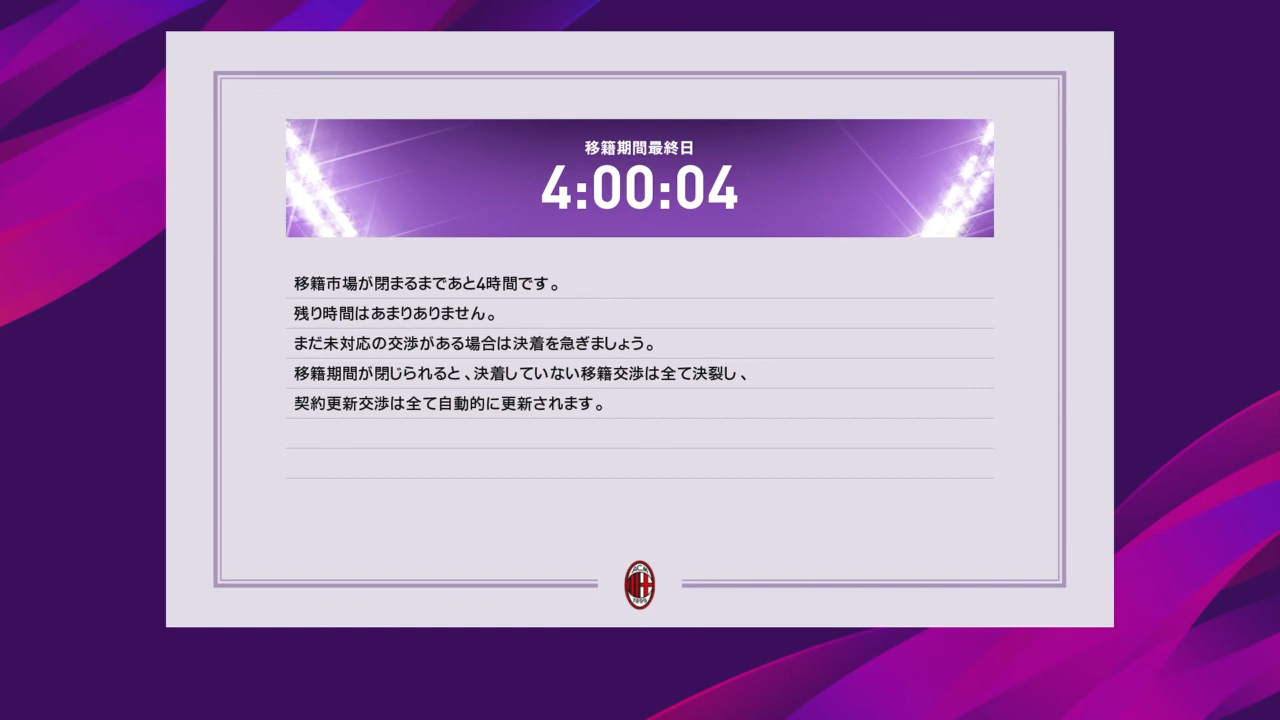 移籍期間最終日
4:00:04
移籍市場が閉まるまであと4時間です。
残り時間はあまりありません。
まだ未対応の交渉がある場合は決着を急ぎましょう。
移籍期間が閉じられると、決着していない移籍交渉は全て決裂し、
契約更新交渉は全て自動的に更新されます。
ACM
1899